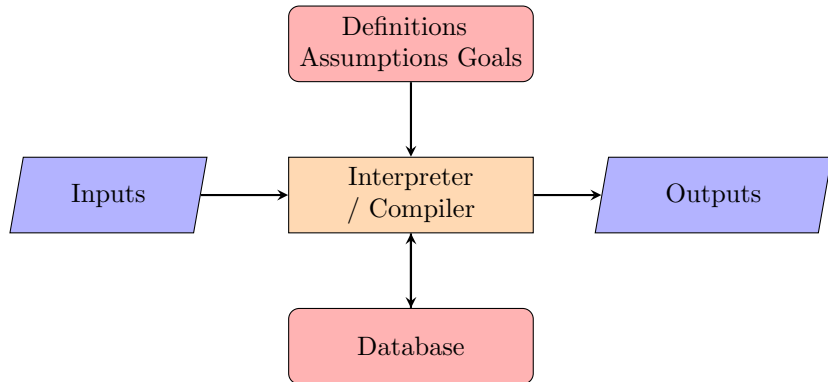 Definitions
Assumptions Goals
Inputs
Interpreter
/ Compiler
Outputs
Database